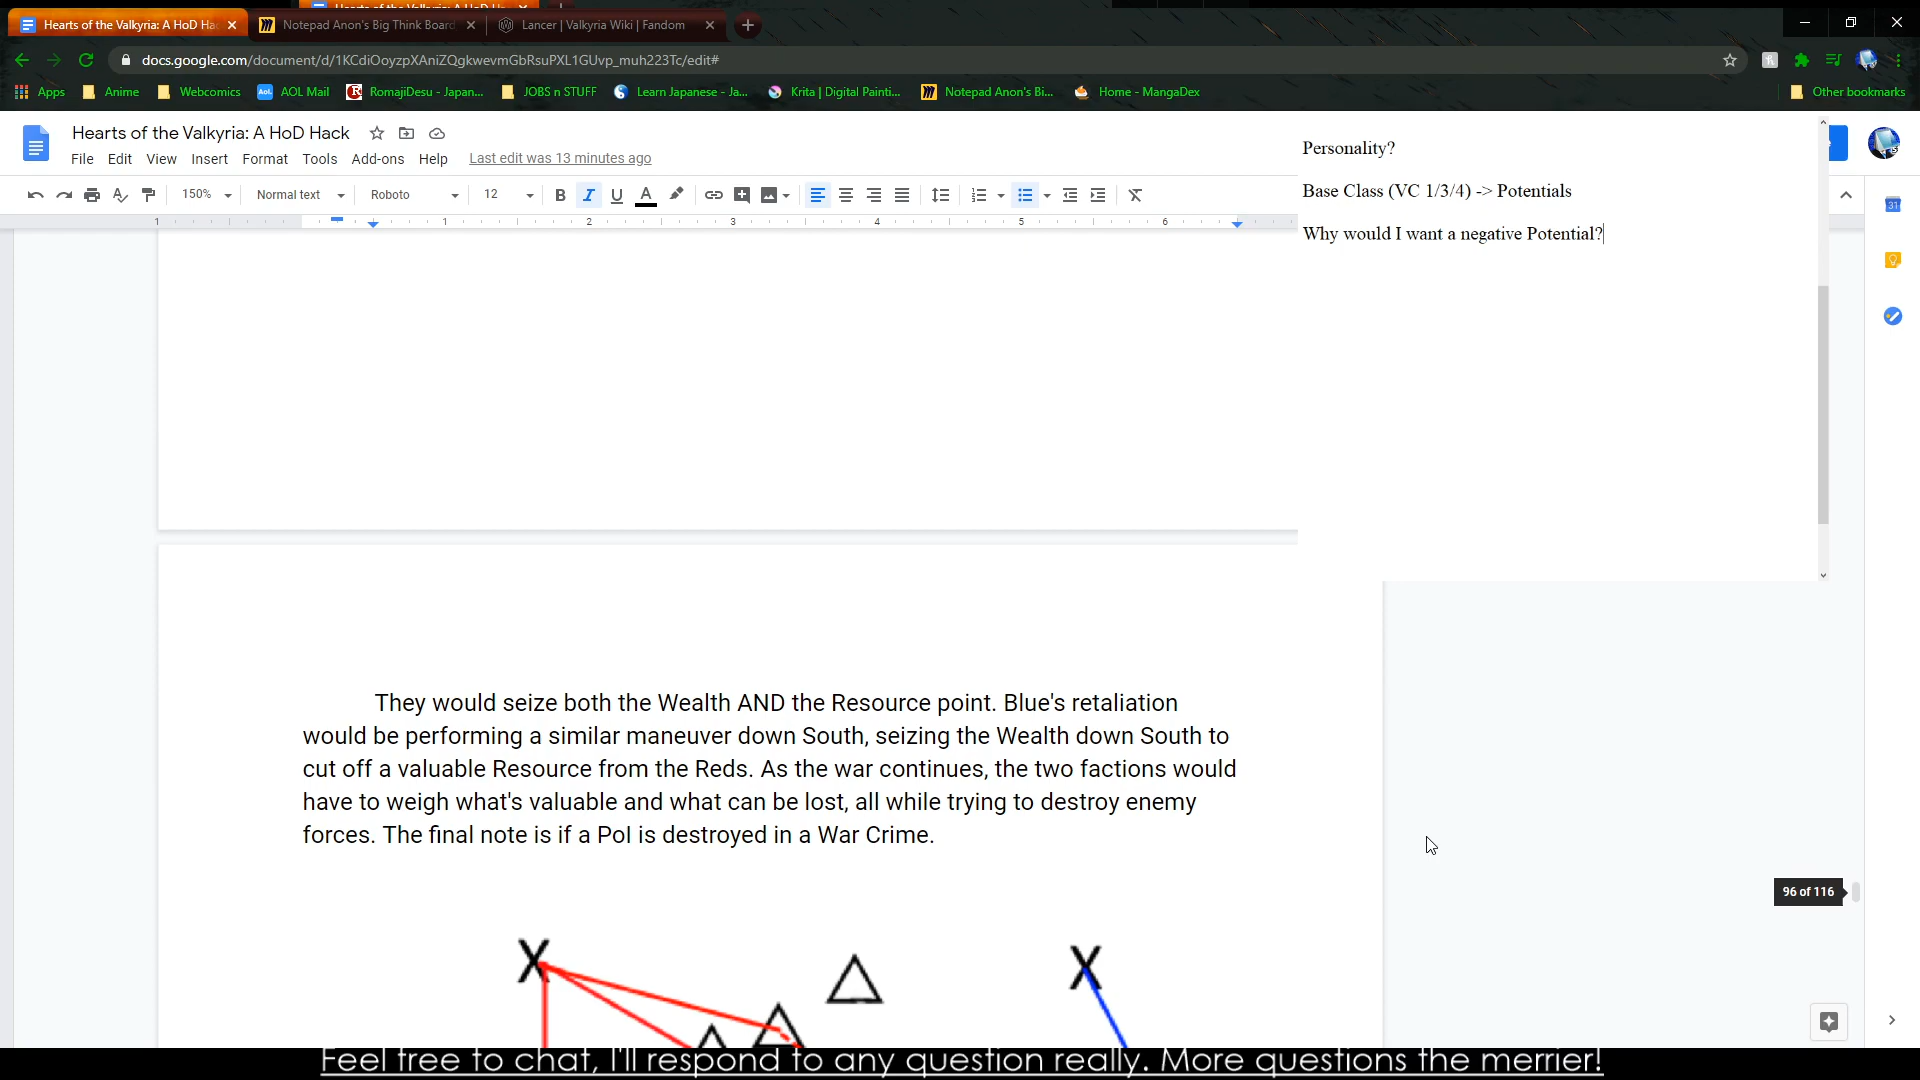 Hearts of the Valkyria: A HoD Ha
Notepad Anon's Big Think Board
Lancer | Valkyria Wiki | Fandom
docs.google.com/document/d/1KCdiOoyzpXAniZQgkwevmGbRsuPXL1GUvp_muh223Tc/edit#
Apps
Anime
Webcomics
AOL Mail
RomajiDesu - Japan...
JOBS n STUFF
Learn Japanese - Ja...
Krita | Digital Painti...
Notepad Anon's Bi...
Home - MangaDex
Other bookmarks
Hearts of the Valkyria: A HoD Hack
File Edit View Insert Format Tools Add-ons Help Last edit was 13 minutes ago
150% Normal text Roboto 12
1 1 2 3 4 5 6
Personality?
Base Class (VC 1/3/4) -> Potentials
Why would I want a negative Potential?
They would seize both the Wealth AND the Resource point. Blue's retaliation
would be performing a similar maneuver down South, seizing the Wealth down South to
cut off a valuable Resource from the Reds. As the war continues, the two factions would
have to weigh what's valuable and what can be lost, all while trying to destroy enemy
forces. The final note is if a PoI is destroyed in a War Crime.
X X
96 of 116
Feel free to chat, I'll respond to any question really. More questions the merrier!